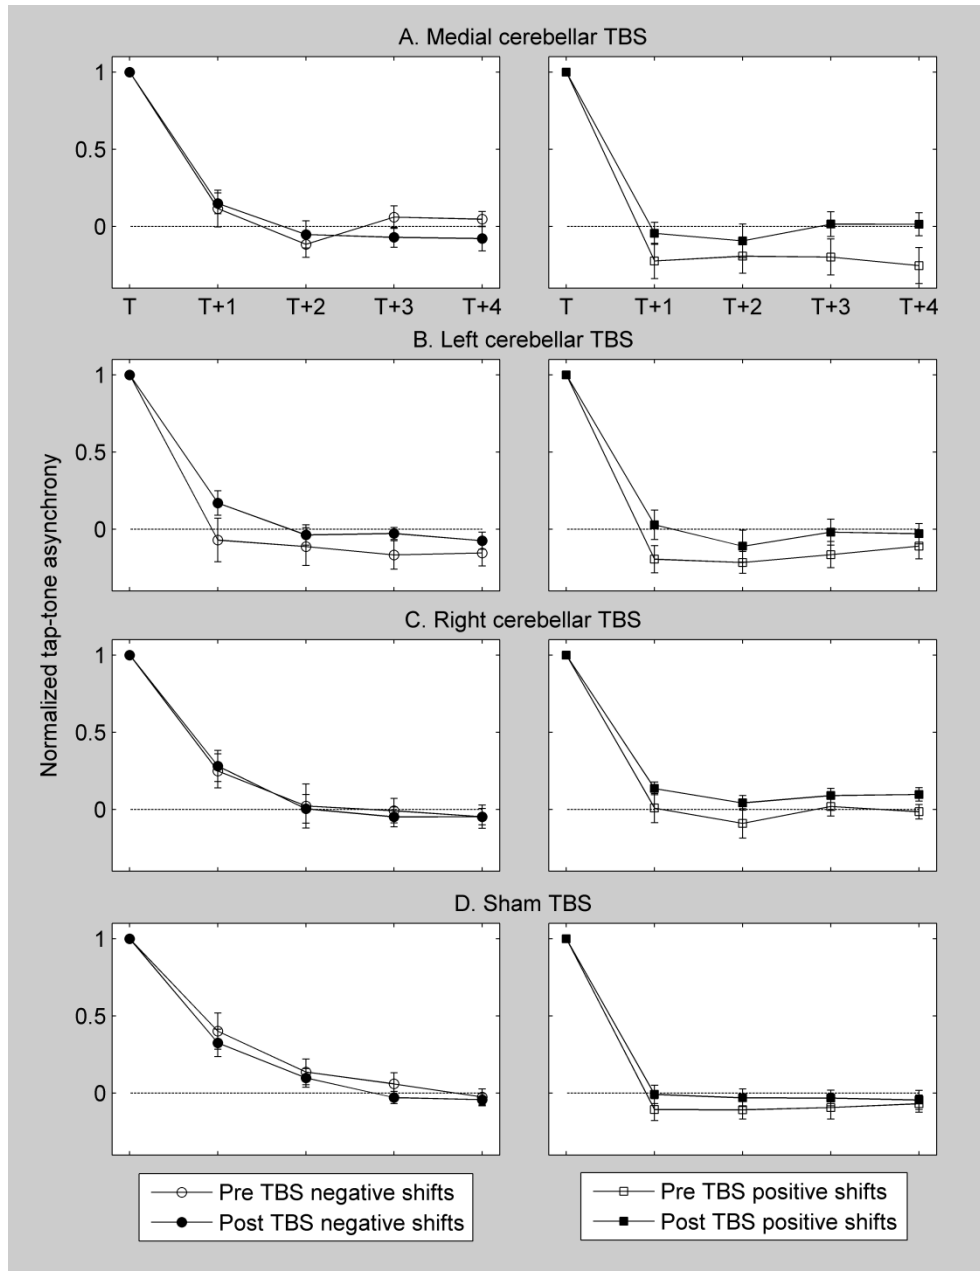 A. Medial cerebellar TBS
1
0.5
0
T T+1 T+2 T+3 T+4 T T+1 T+2 T+3 T+4
B. Left cerebellar TBS
1
0.5
0
C. Right cerebellar TBS
1
0.5
0
D. Sham TBS
1
0.5
0
Normalized tap-tone asynchrony
Pre TBS negative shifts
Post TBS negative shifts
Pre TBS positive shifts
Post TBS positive shifts